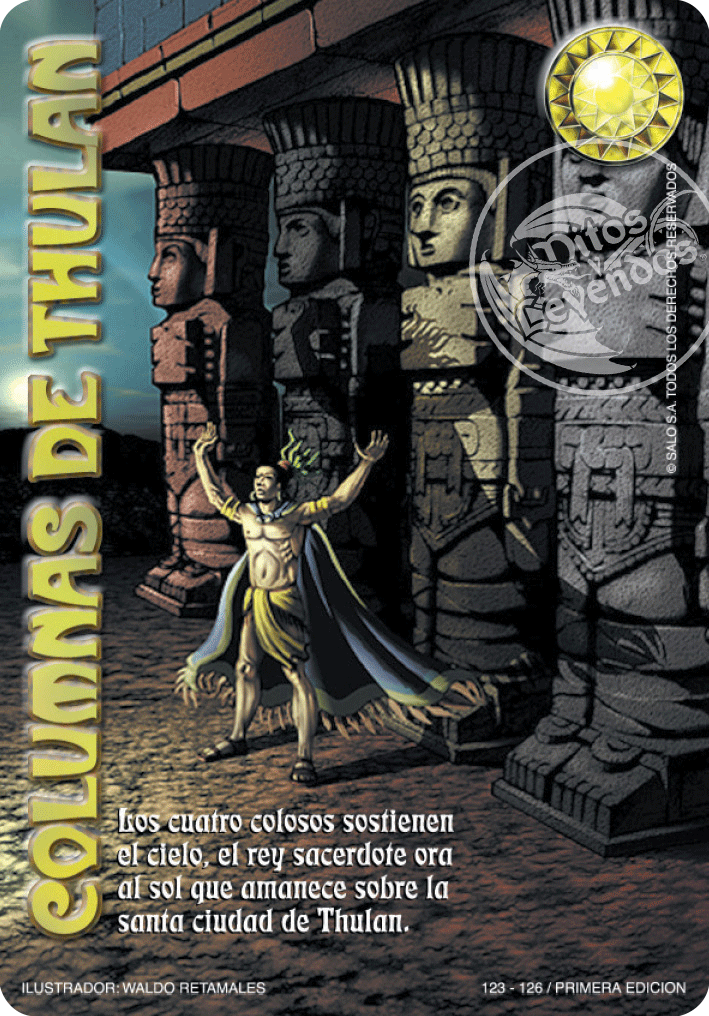 COLUMNAS DE THULAN
Mitos y Leyendas
© SALO S.A. TODOS LOS DERECHOS RESERVADOS
Los cuatro colosos sostienen
el cielo, el rey sacerdote ora
al sol que amanece sobre la
santa ciudad de Thulan.
ILUSTRADOR: WALDO RETAMALES
123 - 126 / PRIMERA EDICION